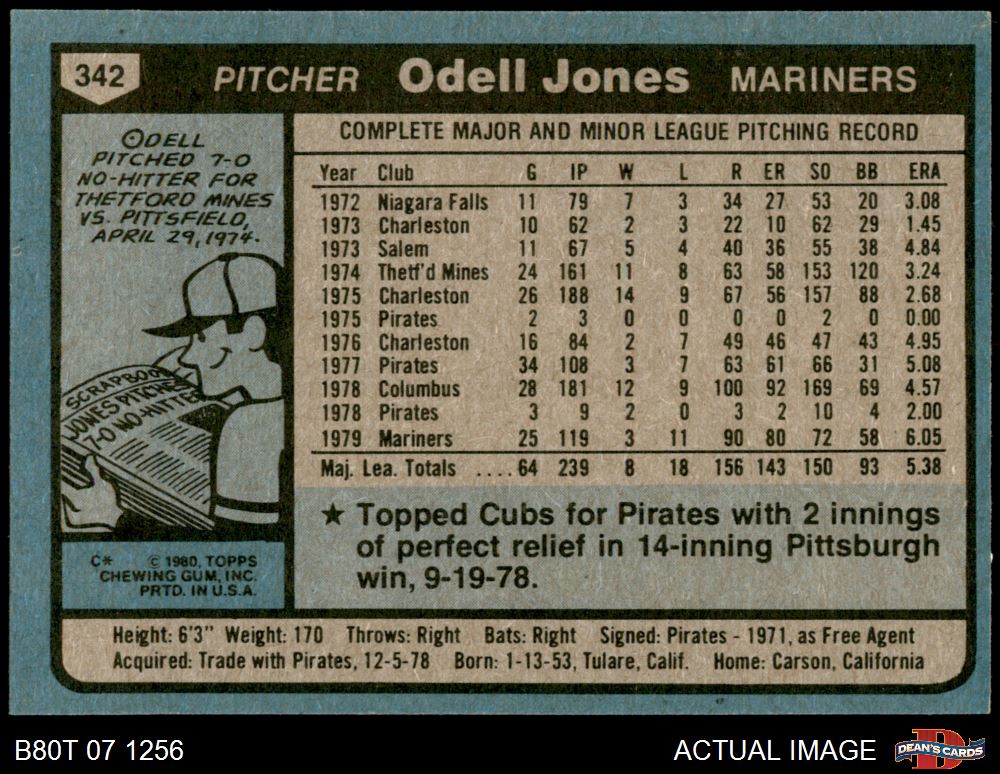 342 PITCHER Odell Jones MARINERS
ODELL
PITCHED 7-0
NO-HITTER FOR
THETFORD MINES
VS. PITTSFIELD,
APRIL 29, 1974.
SCRAPBOOK
JONES PITCHES
7-0 NO-HITTER
C* © 1980, TOPPS
CHEWING GUM, INC.
PRTD. IN U.S.A.
COMPLETE MAJOR AND MINOR LEAGUE PITCHING RECORD
Year Club G IP W L R ER SO BB ERA
1972 Niagara Falls 11 79 7 3 34 27 53 20 3.08
1973 Charleston 10 62 2 3 22 10 62 29 1.45
1973 Salem 11 67 5 4 40 36 55 38 4.84
1974 Thetf'd Mines 24 161 11 8 63 58 153 120 3.24
1975 Charleston 26 188 14 9 67 56 157 88 2.68
1975 Pirates 2 3 0 0 0 0 2 0 0.00
1976 Charleston 16 84 2 7 49 46 47 43 4.95
1977 Pirates 34 108 3 7 63 61 66 31 5.08
1978 Columbus 28 181 12 9 100 92 169 69 4.57
1978 Pirates 3 9 2 0 3 2 10 4 2.00
1979 Mariners 25 119 3 11 90 80 72 58 6.05
Maj. Lea. Totals ....64 239 8 18 156 143 150 93 5.38
★ Topped Cubs for Pirates with 2 innings
of perfect relief in 14-inning Pittsburgh
win, 9-19-78.
Height: 6'3" Weight: 170 Throws: Right Bats: Right Signed: Pirates - 1971, as Free Agent
Acquired: Trade with Pirates, 12-5-78 Born: 1-13-53, Tulare, Calif. Home: Carson, California
B80T 07 1256 ACTUAL IMAGE D DEAN'S CARDS